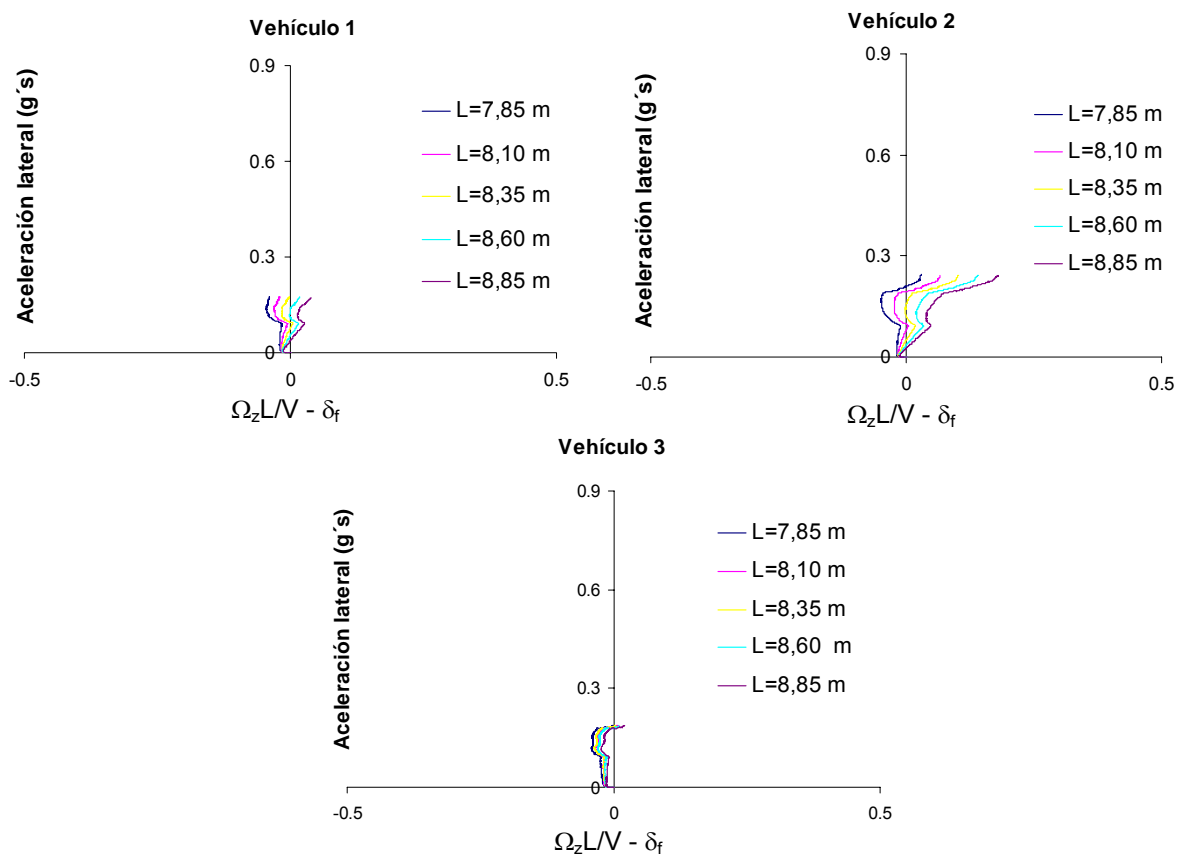 Vehículo 1
Aceleración lateral (g´s)
0.9
0.6
0.3
0
-0.5
0
0.5
L=7,85 m
L=8,10 m
L=8,35 m
L=8,60 m
L=8,85 m
ΩzL/V - δf
Vehículo 2
Aceleración lateral (g´s)
0.9
0.6
0.3
0
-0.5
0
0.5
L=7,85 m
L=8,10 m
L=8,35 m
L=8,60 m
L=8,85 m
ΩzL/V - δf
Vehículo 3
Aceleración lateral (g´s)
0.9
0.6
0.3
0
-0.5
0
0.5
L=7,85 m
L=8,10 m
L=8,35 m
L=8,60 m
L=8,85 m
ΩzL/V - δf